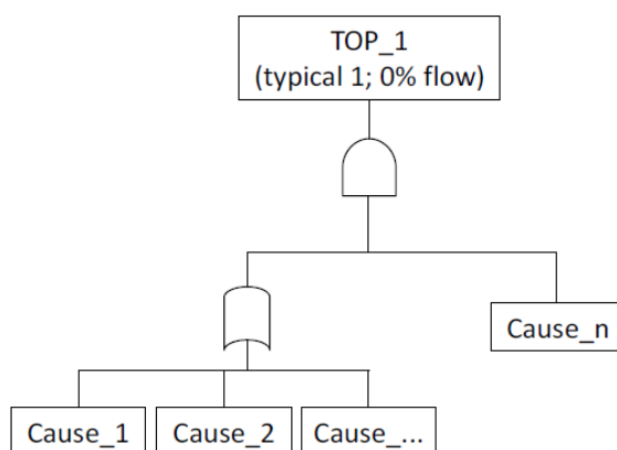 TOP_1
(typical 1; 0% flow)
Cause_n
Cause_1
Cause_2
Cause_...